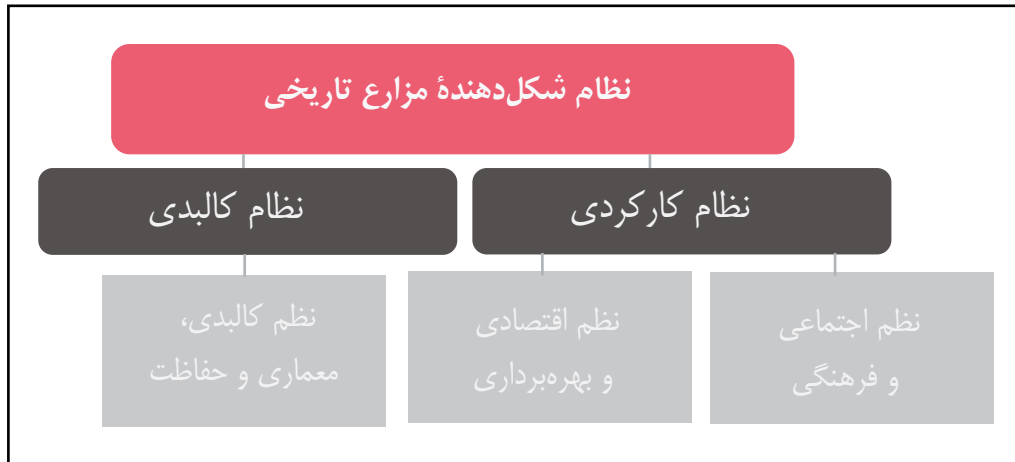 نظام شکل‌دهندهٔ مزارع تاریخی
نظام کارکردی
نظام کالبدی
نظم اجتماعی
و فرهنگی
نظم اقتصادی
و بهره‌برداری
نظم کالبدی،
معماری و حفاظت